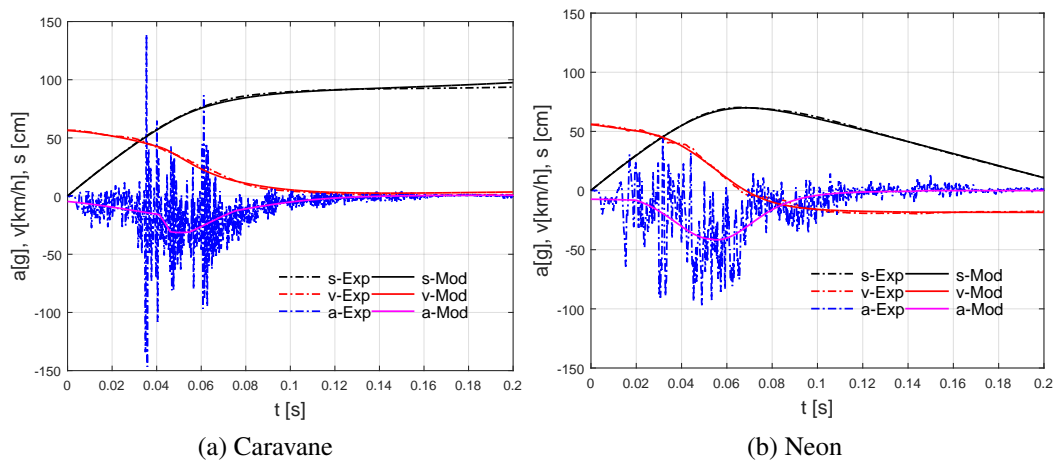 150
100
50
0
-50
-100
-150
a[g], v[km/h], s [cm]
s-Exp s-Mod
v-Exp v-Mod
a-Exp a-Mod
0 0.02 0.04 0.06 0.08 0.1 0.12 0.14 0.16 0.18 0.2
t [s]
(a) Caravane
150
100
50
0
-50
-100
-150
a[g], v[km/h], s [cm]
s-Exp s-Mod
v-Exp v-Mod
a-Exp a-Mod
0 0.02 0.04 0.06 0.08 0.1 0.12 0.14 0.16 0.18 0.2
t [s]
(b) Neon